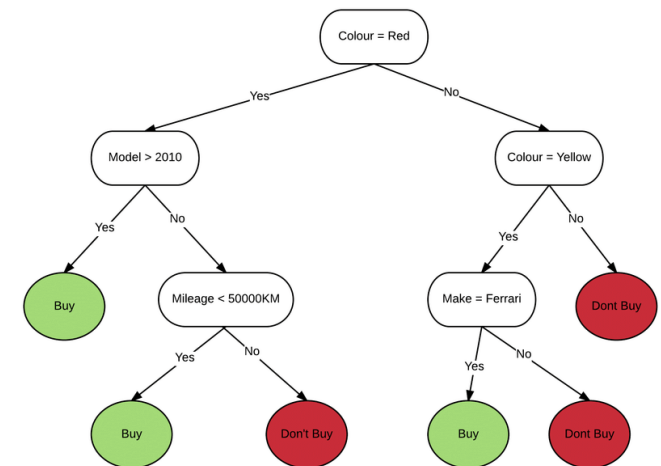 Colour = Red
Yes
No
Model > 2010
Colour = Yellow
Yes
No
Yes
No
Buy
Mileage < 50000KM
Make = Ferrari
Dont Buy
Yes
No
Yes
No
Buy
Don't Buy
Buy
Dont Buy